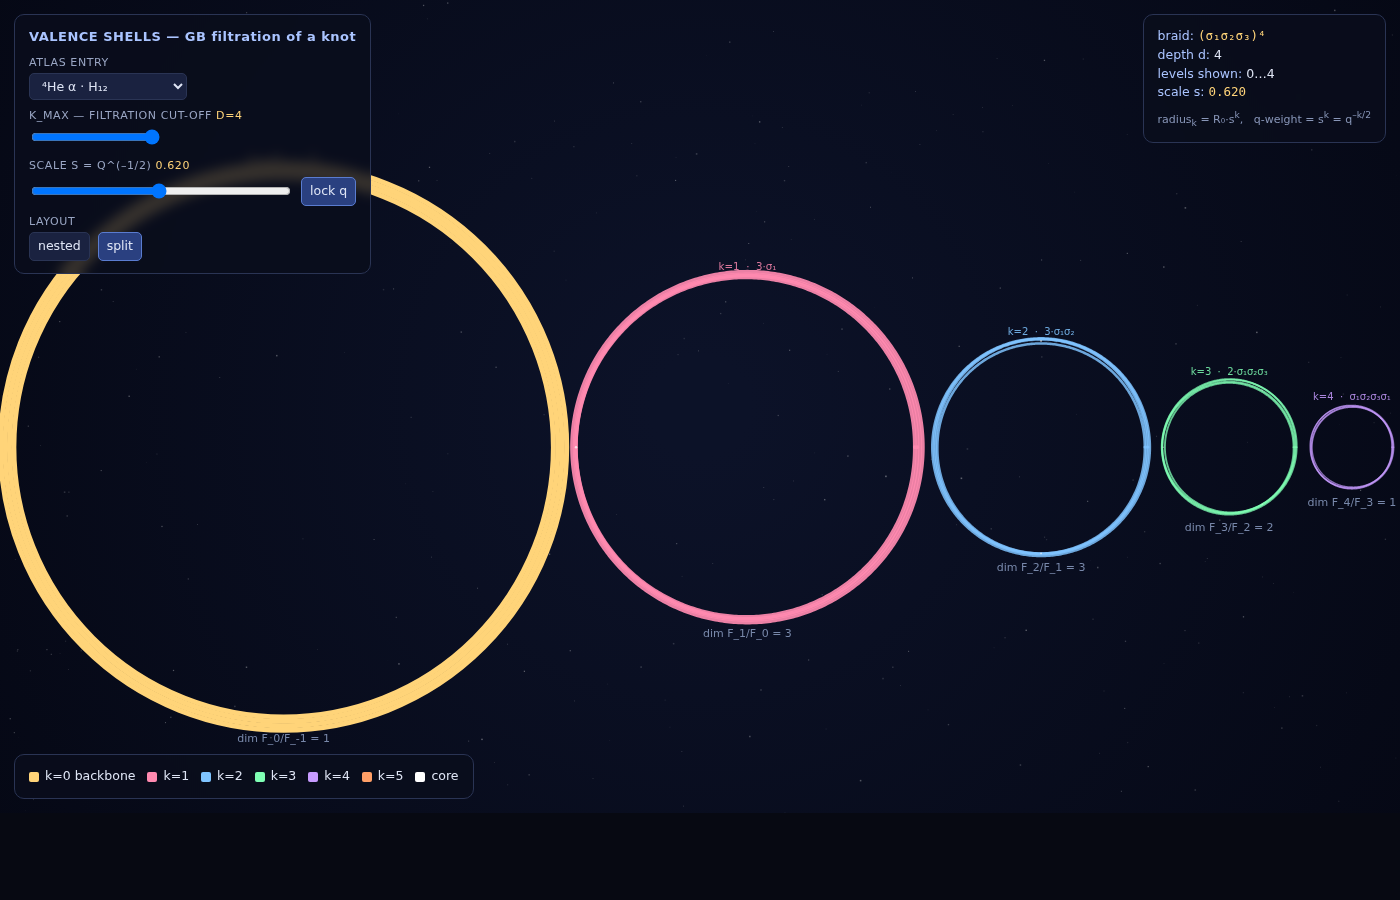 VALENCE SHELLS — GB filtration of a knot
ATLAS ENTRY
⁴He α · H₁₂
K_MAX — FILTRATION CUT-OFF D=4
SCALE S = Q^(–1/2) 0.620
lock q
LAYOUT
nested split
braid: (σ₁σ₂σ₃)⁴
depth d: 4
levels shown: 0…4
scale s: 0.620
radiusₖ = R₀·sᵏ, q-weight = sᵏ = q⁻ᵏ/²
k=1 · 3·σ₁
k=2 · 3·σ₁σ₂
k=3 · 2·σ₁σ₂σ₃
k=4 · σ₁σ₂σ₃σ₁
dim F_4/F_3 = 1
dim F_3/F_2 = 2
dim F_2/F_1 = 3
dim F_1/F_0 = 3
dim F_0/F_-1 = 1
k=0 backbone k=1 k=2 k=3 k=4 k=5 core